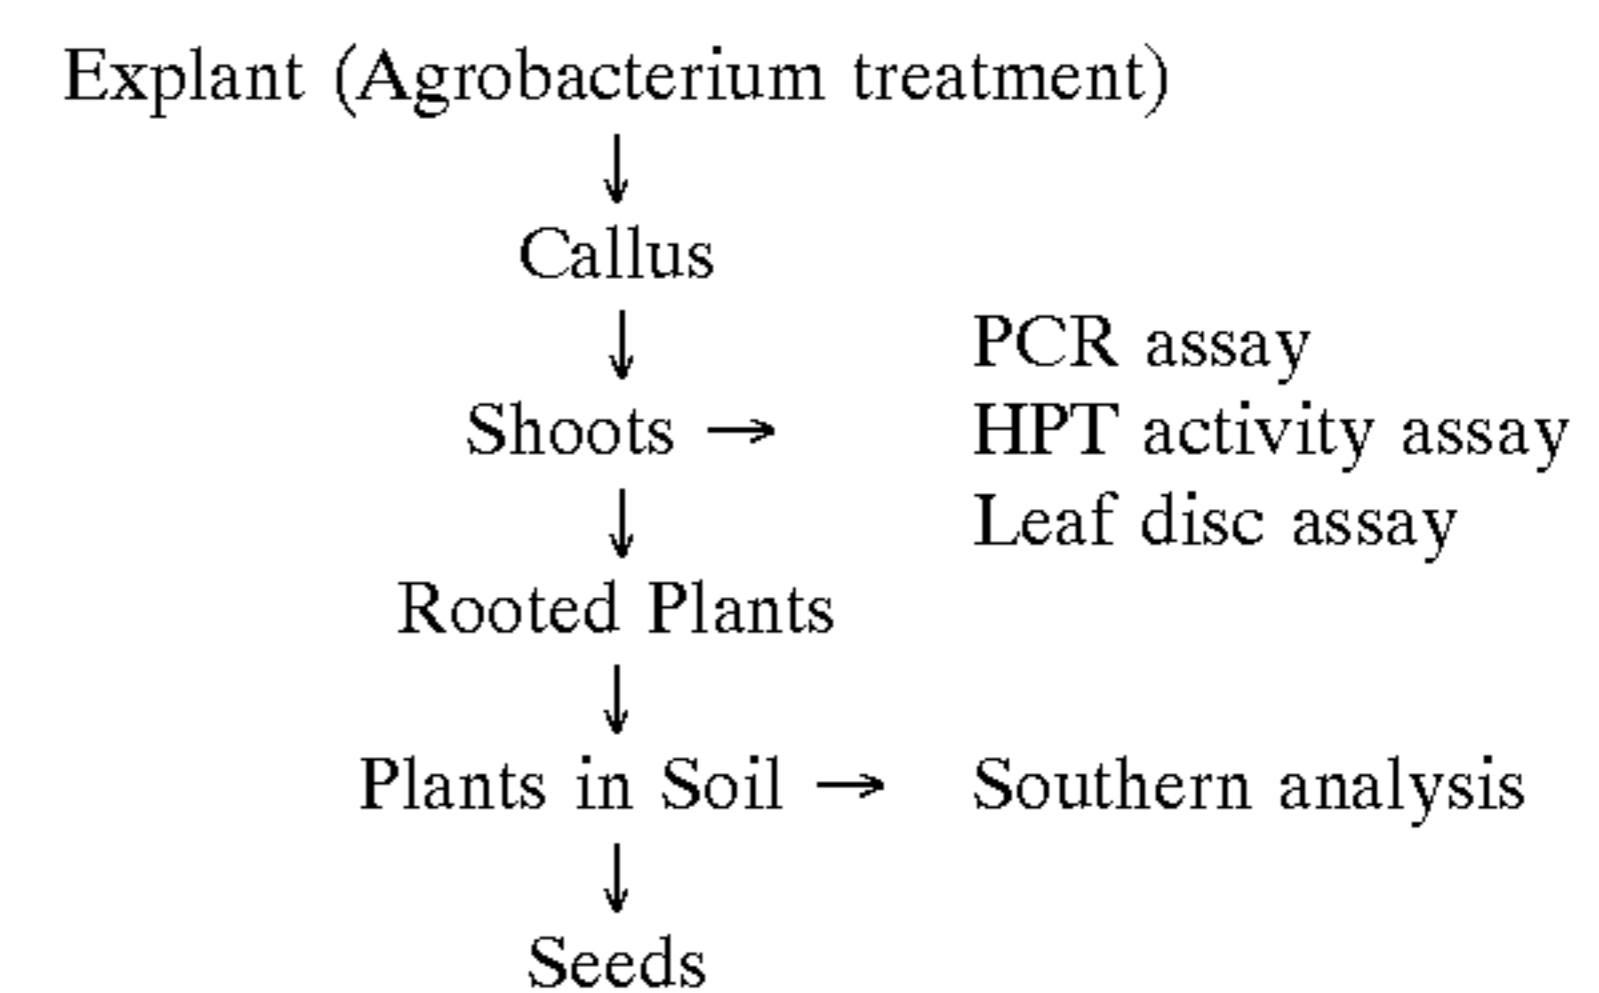 Explant (Agrobacterium treatment)
Callus
PCR assay
Shoots → HPT activity assay
Leaf disc assay
Rooted Plants
Plants in Soil → Southern analysis
Seeds